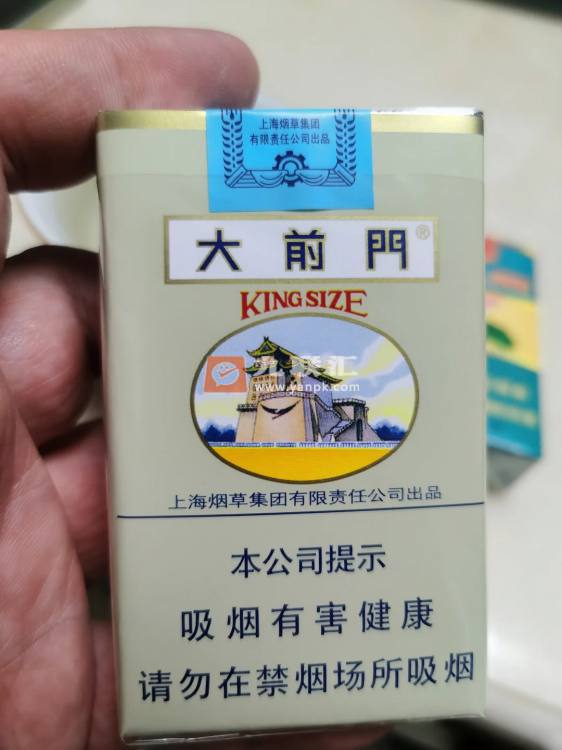 上海烟草集团
有限责任公司出品
大前門®
KING SIZE
www.yanpk.com
上海烟草集团有限责任公司出品
本公司提示
吸烟有害健康
请勿在禁烟场所吸烟